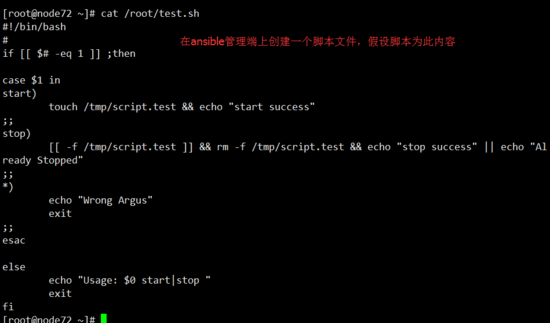 [root@node72 ~]# cat /root/test.sh
#!/bin/bash
#
在ansible管理端上创建一个脚本文件，假设脚本为此内容
if [[ $# -eq 1 ]] ;then
case $1 in
start)
touch /tmp/script.test && echo "start success"
;;
stop)
[[ -f /tmp/script.test ]] && rm -f /tmp/script.test && echo "stop success" || echo "Al
ready Stopped"
;;
*)
echo "Wrong Argus"
exit
;;
esac
else
echo "Usage: $0 start|stop "
exit
fi
[root@node72 ~]#